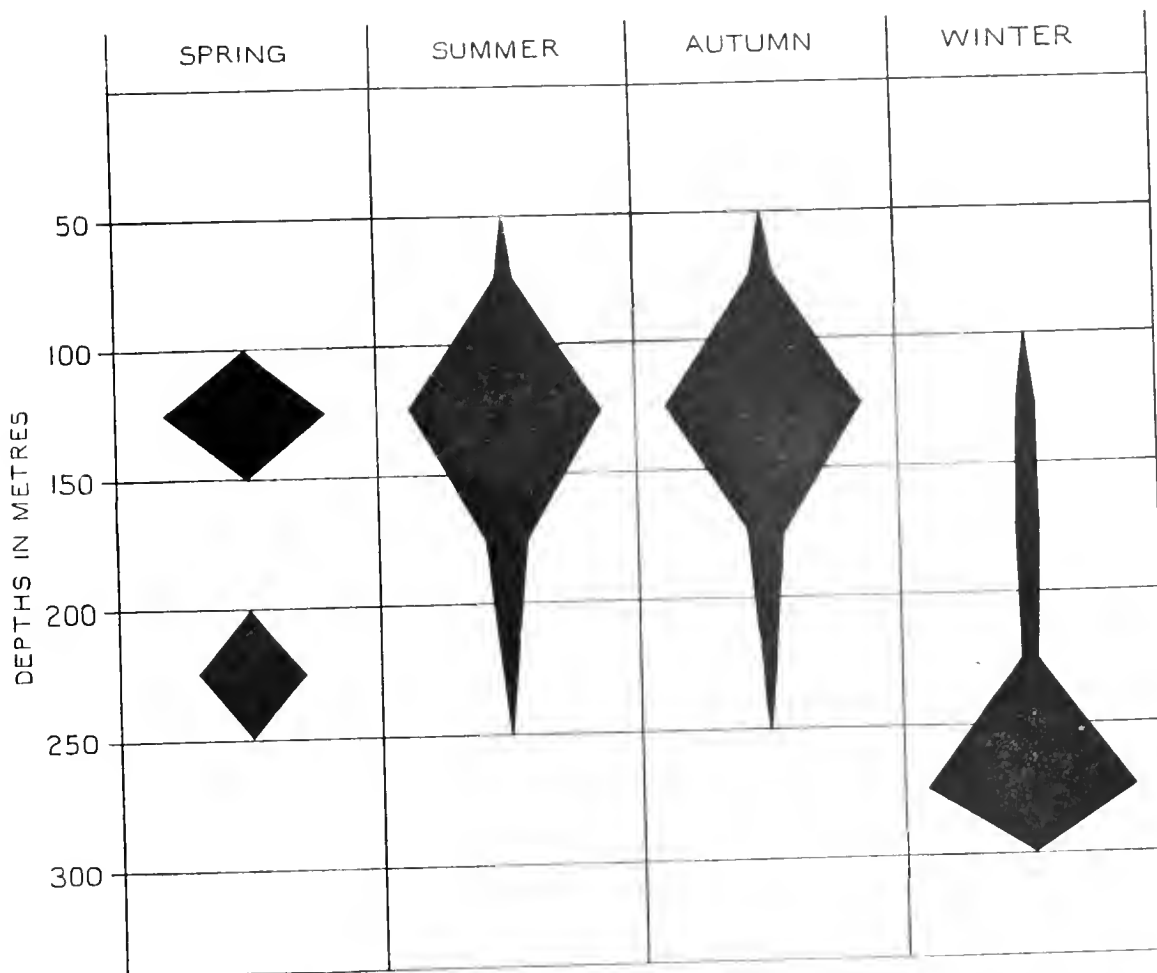 SPRING
SUMMER
AUTUMN
WINTER
DEPTHS IN METRES
50
100
150
200
250
300